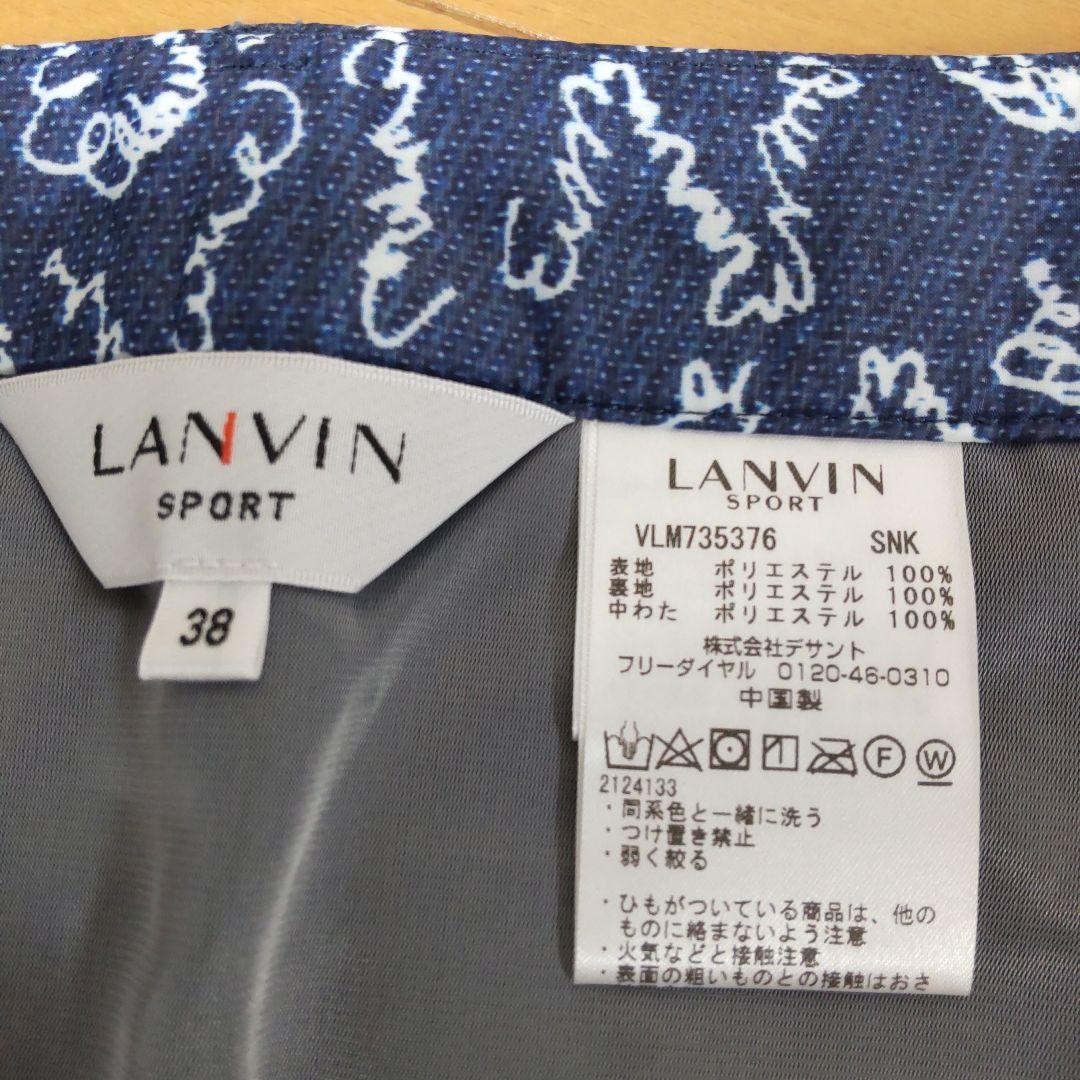 LANVIN
SPORT
38
LANVIN
SPORT
VLM735376 SNK
表地 ポリエステル 100%
裏地 ポリエステル 100%
中わた ポリエステル 100%
株式会社デサント
フリーダイヤル 0120-46-0310
中国製
F W
2124133
・同系色と一緒に洗う
・つけ置き禁止
・弱く絞る
・ひもがついている商品は、他の
ものに絡まないよう注意
・火気などと接触注意
・表面の粗いものとの接触はおさ